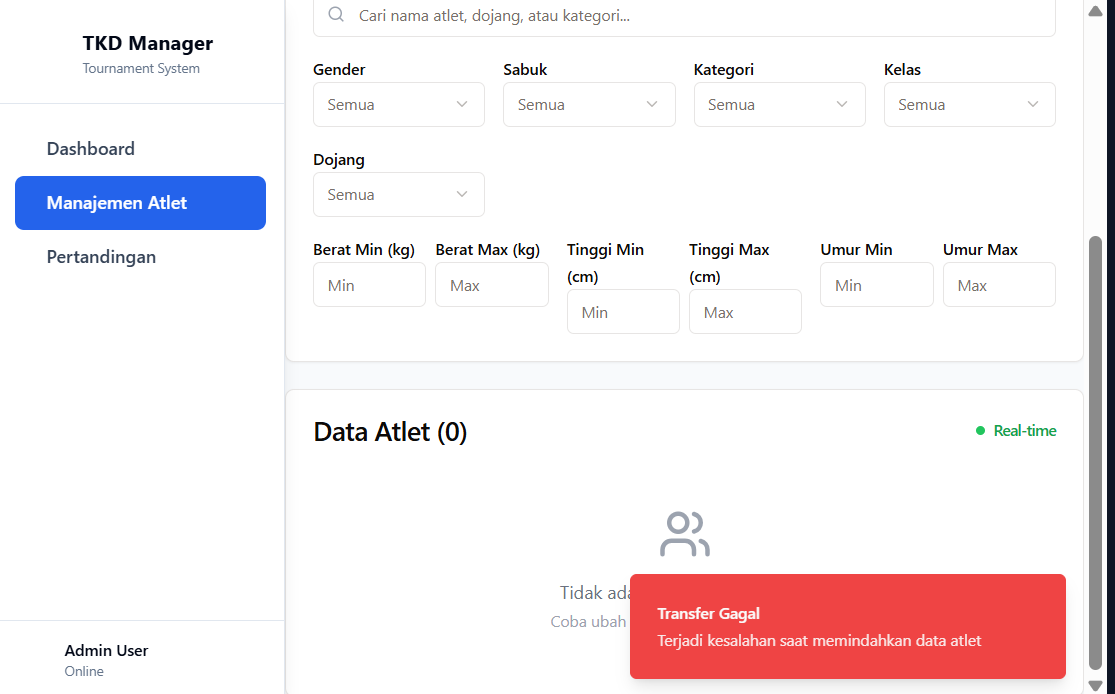 TKD Manager
Tournament System
Dashboard
Manajemen Atlet
Pertandingan
Admin User
Online
Cari nama atlet, dojang, atau kategori...
Gender
Sabuk
Kategori
Kelas
Semua
Semua
Semua
Semua
Dojang
Semua
Berat Min (kg)
Berat Max (kg)
Tinggi Min
(cm)
Tinggi Max
(cm)
Umur Min
Umur Max
Min
Max
Min
Max
Min
Max
Data Atlet (0)
Real-time
Tidak ada
Coba ubah
Transfer Gagal
Terjadi kesalahan saat memindahkan data atlet